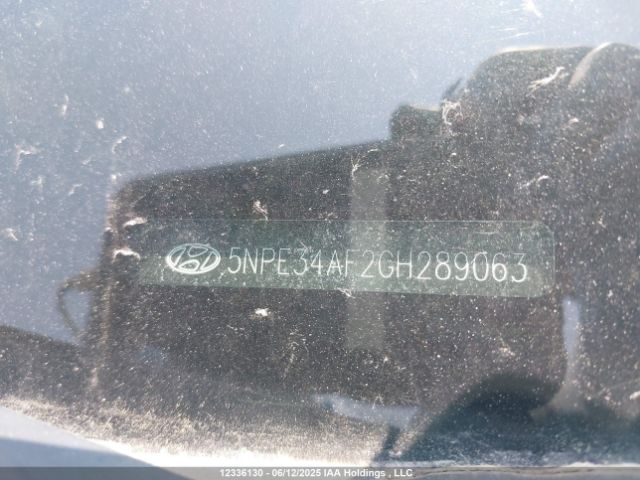 5NPE34AF2GH289063
12336130 - 06/12/2025 IAA Holdings , LLC